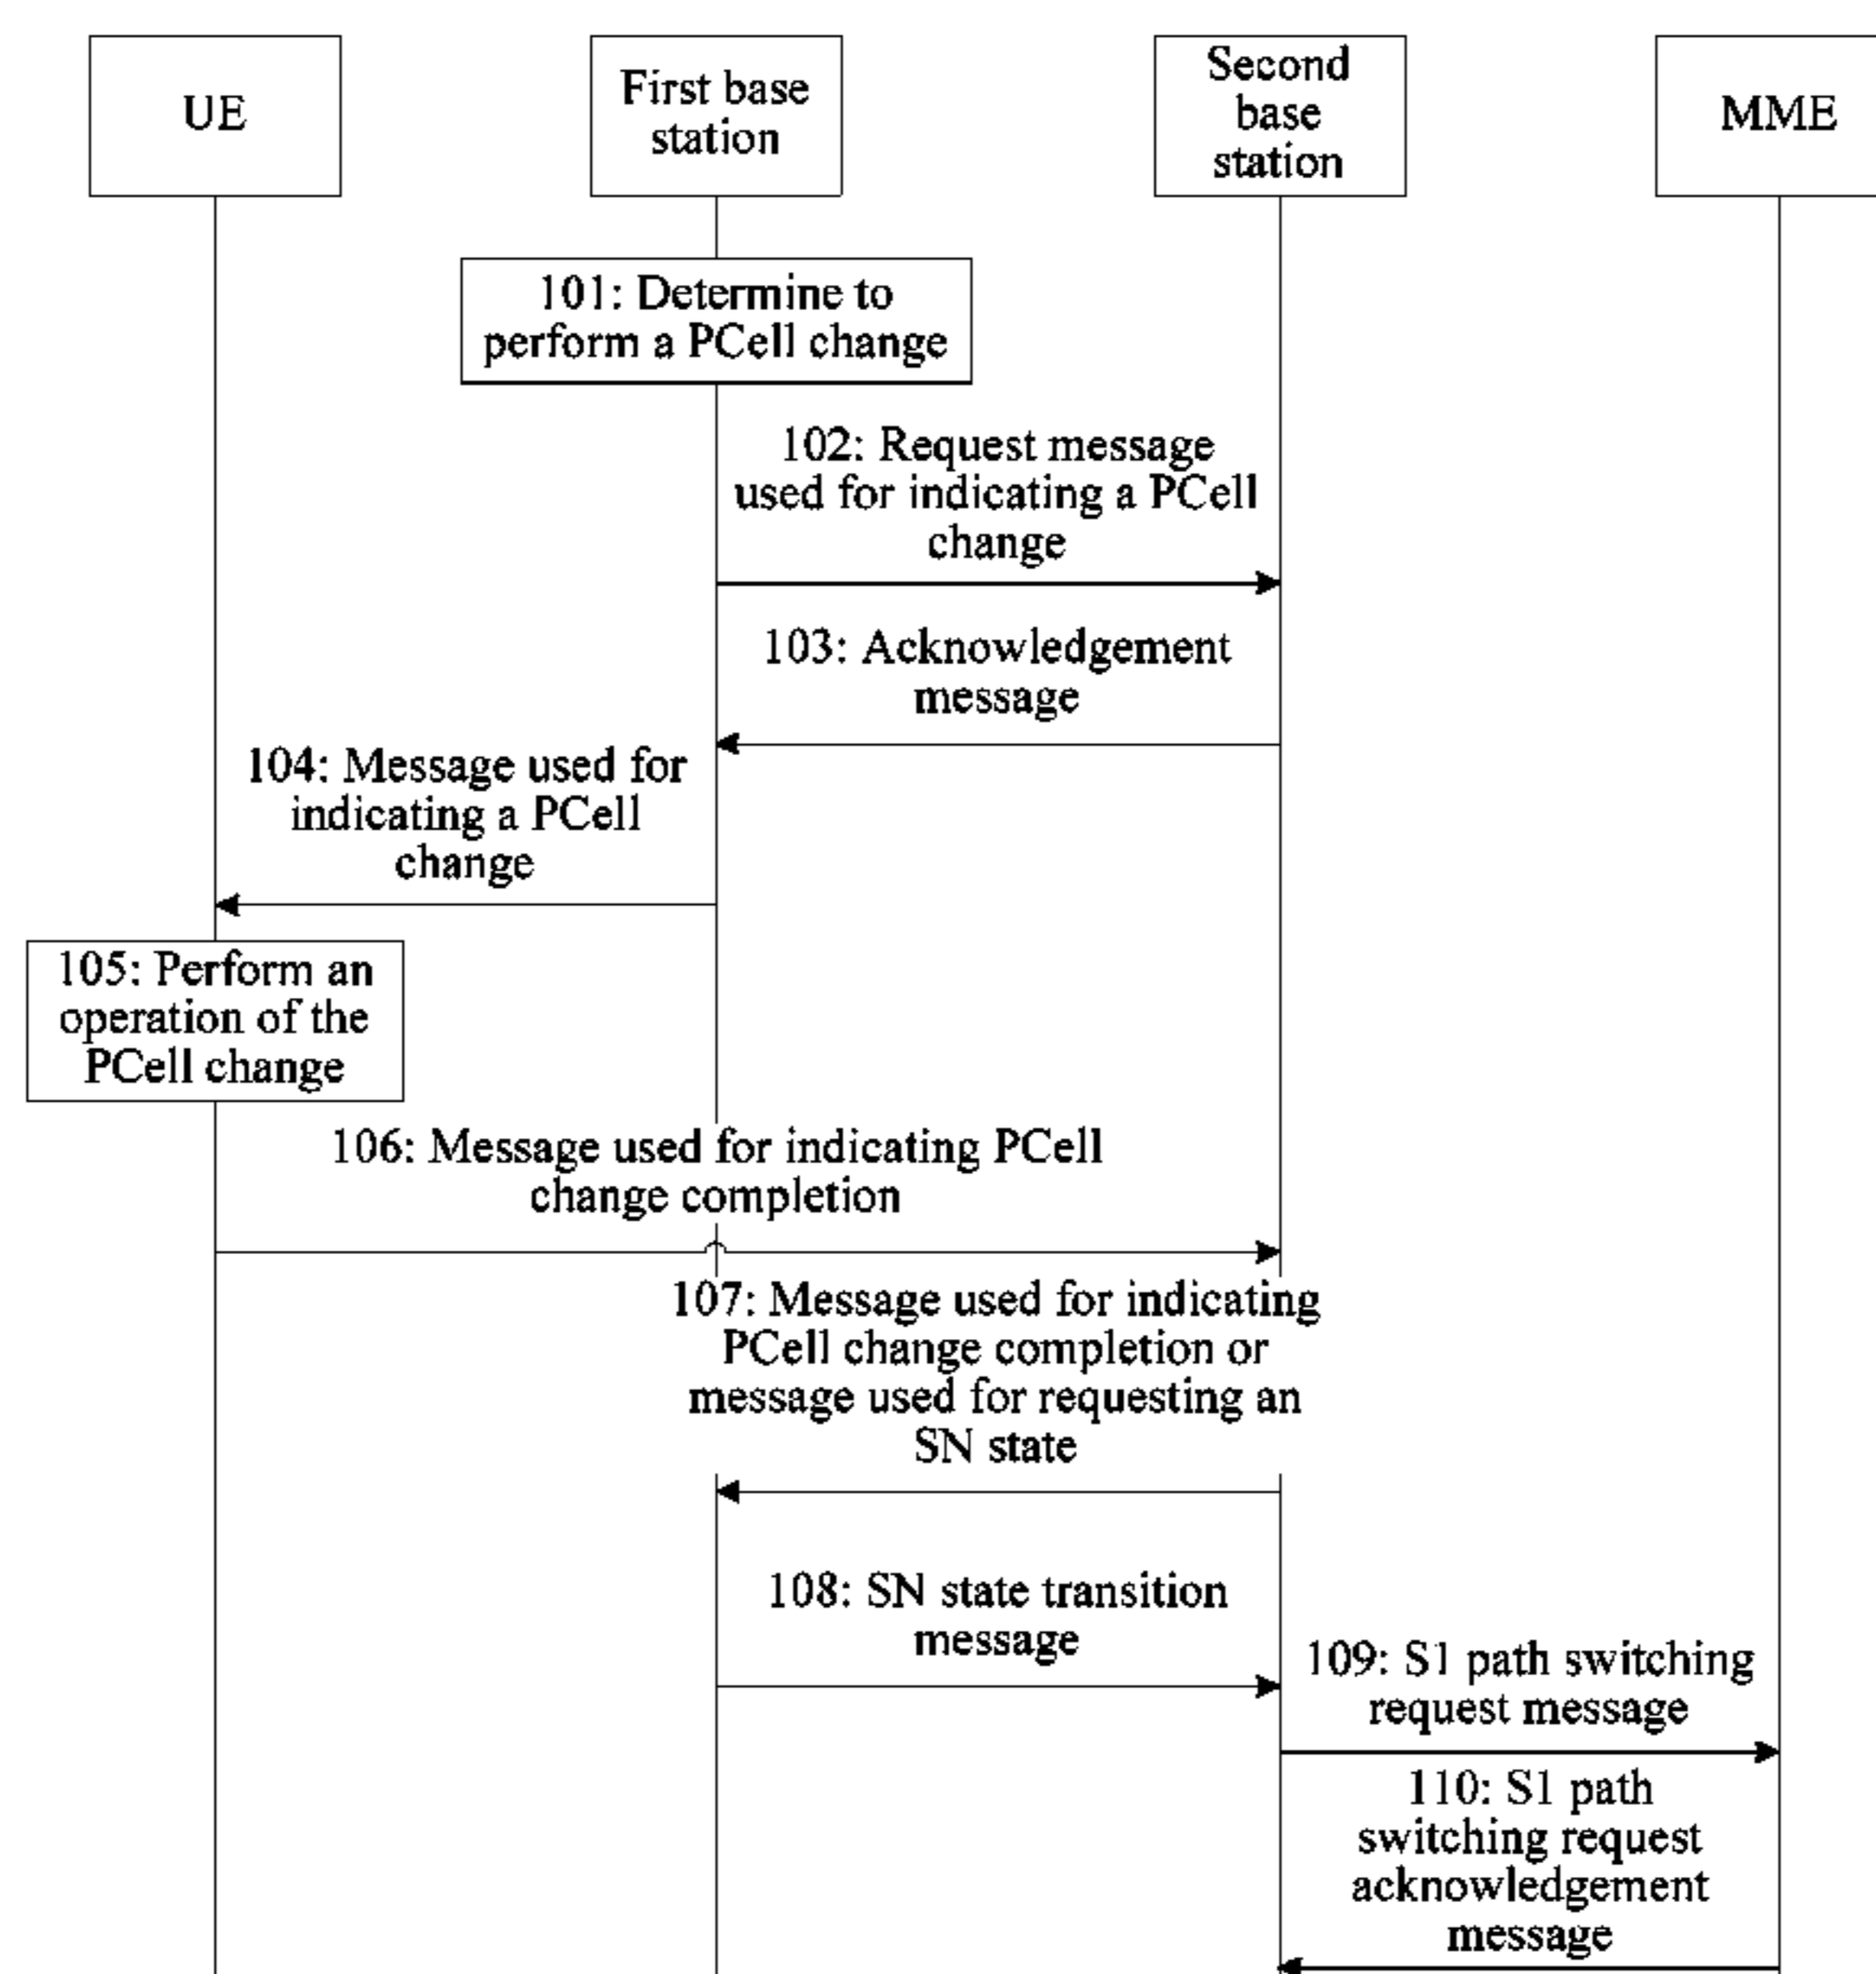 UE
First base
station
Second
base
station
MME
101: Determine to
perform a PCell change
102: Request message
used for indicating a PCell
change
103: Acknowledgement
message
104: Message used for
indicating a PCell
change
105: Perform an
operation of the
PCell change
106: Message used for indicating PCell
change completion
107: Message used for indicating
PCell change completion or
message used for requesting an
SN state
108: SN state transition
message
109: S1 path switching
request message
110: S1 path
switching request
acknowledgement
message